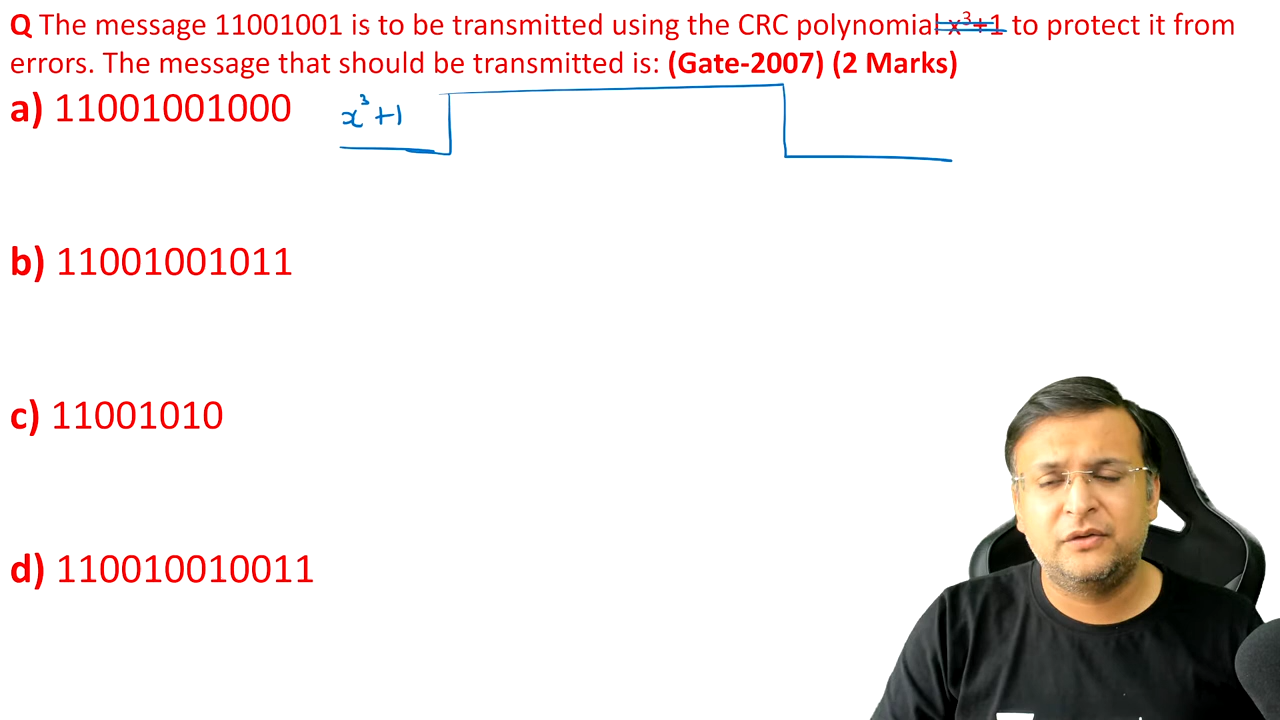 Q The message 11001001 is to be transmitted using the CRC polynomial x³+1 to protect it from
errors. The message that should be transmitted is: (Gate-2007) (2 Marks)
a) 11001001000
x³+1
b) 11001001011
c) 11001010
d) 110010010011